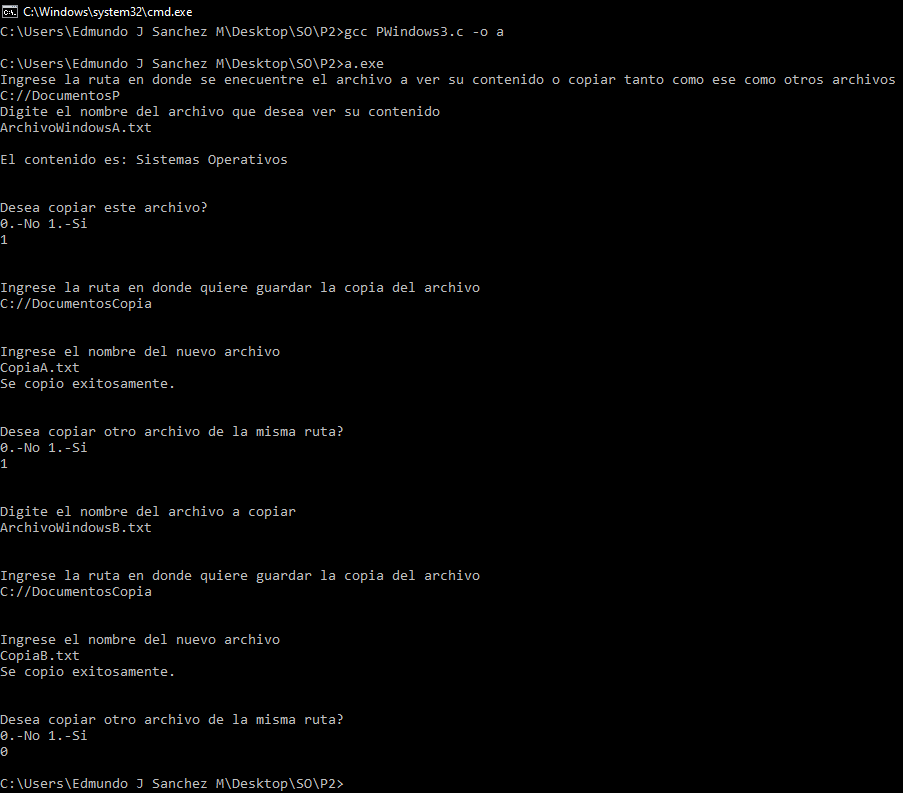 C:\Windows\system32\cmd.exe
C:\Users\Edmundo J Sanchez M\Desktop\SO\P2>gcc PWindows3.c -o a
C:\Users\Edmundo J Sanchez M\Desktop\SO\P2>a.exe
Ingrese la ruta en donde se enecuentre el archivo a ver su contenido o copiar tanto como ese como otros archivos
C://DocumentosP
Digite el nombre del archivo que desea ver su contenido
ArchivoWindowsA.txt
El contenido es: Sistemas Operativos
Desea copiar este archivo?
0.-No 1.-Si
1
Ingrese la ruta en donde quiere guardar la copia del archivo
C://DocumentosCopia
Ingrese el nombre del nuevo archivo
CopiaA.txt
Se copio exitosamente.
Desea copiar otro archivo de la misma ruta?
0.-No 1.-Si
1
Digite el nombre del archivo a copiar
ArchivoWindowsB.txt
Ingrese la ruta en donde quiere guardar la copia del archivo
C://DocumentosCopia
Ingrese el nombre del nuevo archivo
CopiaB.txt
Se copio exitosamente.
Desea copiar otro archivo de la misma ruta?
0.-No 1.-Si
0
C:\Users\Edmundo J Sanchez M\Desktop\SO\P2>